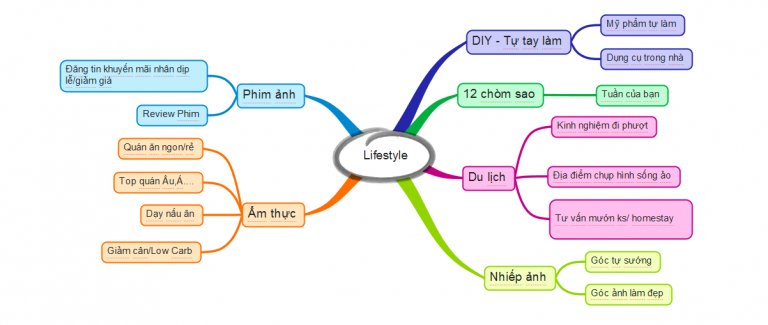 Lifestyle
DIY - Tự tay làm
Mỹ phẩm tự làm
Dụng cụ trong nhà
12 chòm sao
Tuần của bạn
Du lịch
Kinh nghiệm đi phượt
Địa điểm chụp hình sống ảo
Tư vấn mướn ks/ homestay
Nhiếp ảnh
Góc tự sướng
Góc ảnh làm đẹp
Phim ảnh
Đăng tin khuyến mãi nhân dịp
lễ/giảm giá
Review Phim
Ẩm thực
Quán ăn ngon/rẻ
Top quán Âu,Á....
Dạy nấu ăn
Giảm cân/Low Carb